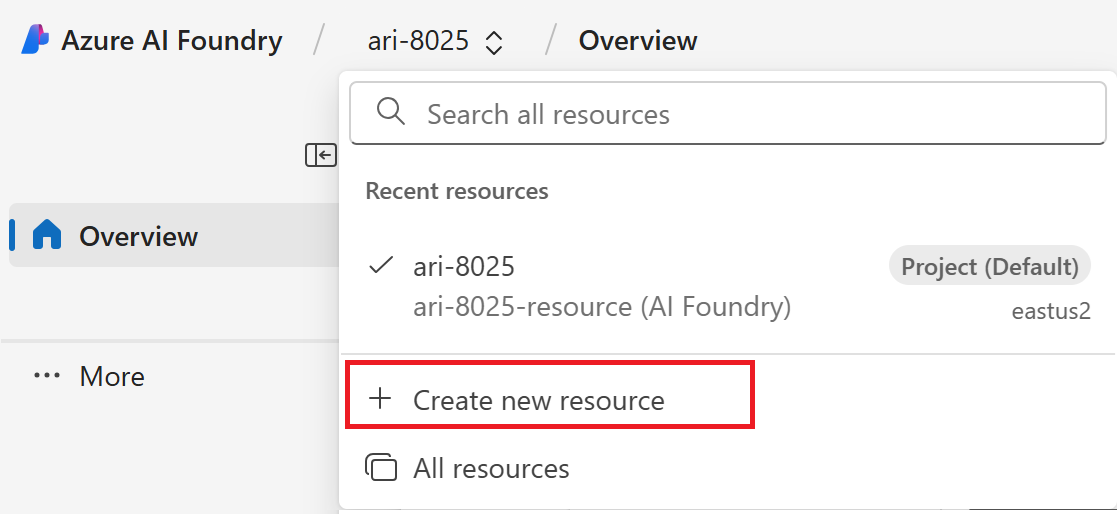 Azure AI Foundry / ari-8025 / Overview
Search all resources
Recent resources
Overview
ari-8025 Project (Default)
ari-8025-resource (AI Foundry) eastus2
More
Create new resource
All resources